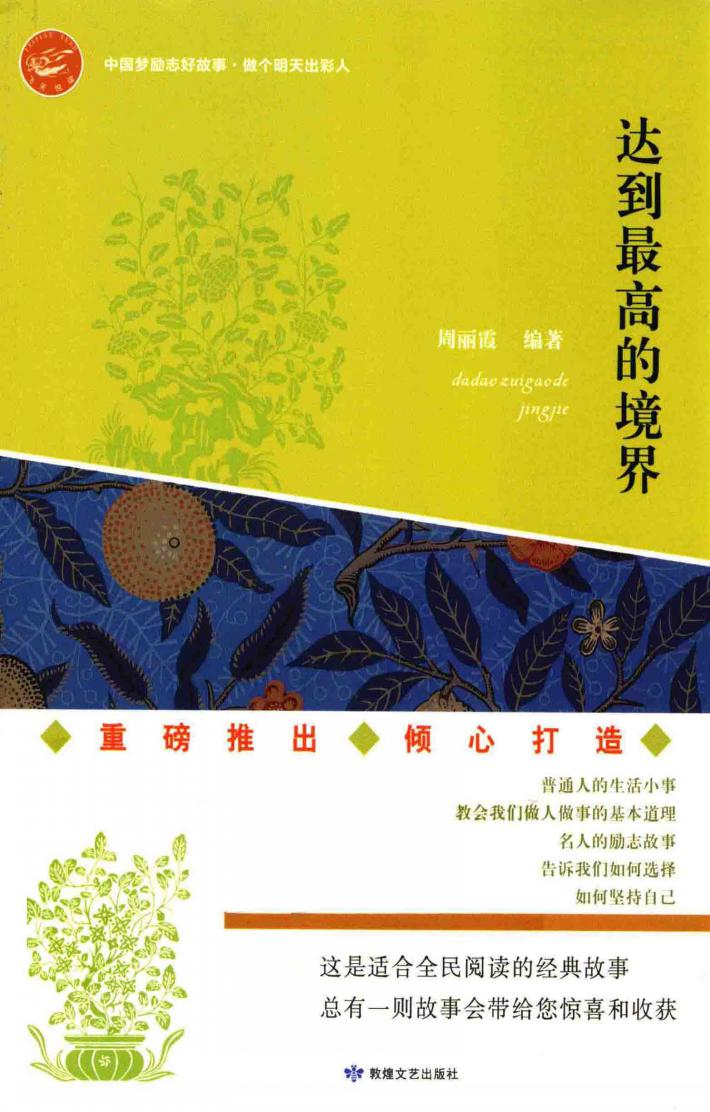 中国梦励志好故事·做个明天出彩人
达到最高的境界
周丽霞 编著
dadaozuigaode
jingjie
重磅推出 倾心打造
普通人的生活小事
教会我们做人做事的基本道理
名人的励志故事
告诉我们如何选择
如何坚持自己
这是适合全民阅读的经典故事
总有一则故事会带给您惊喜和收获
敦煌文艺出版社